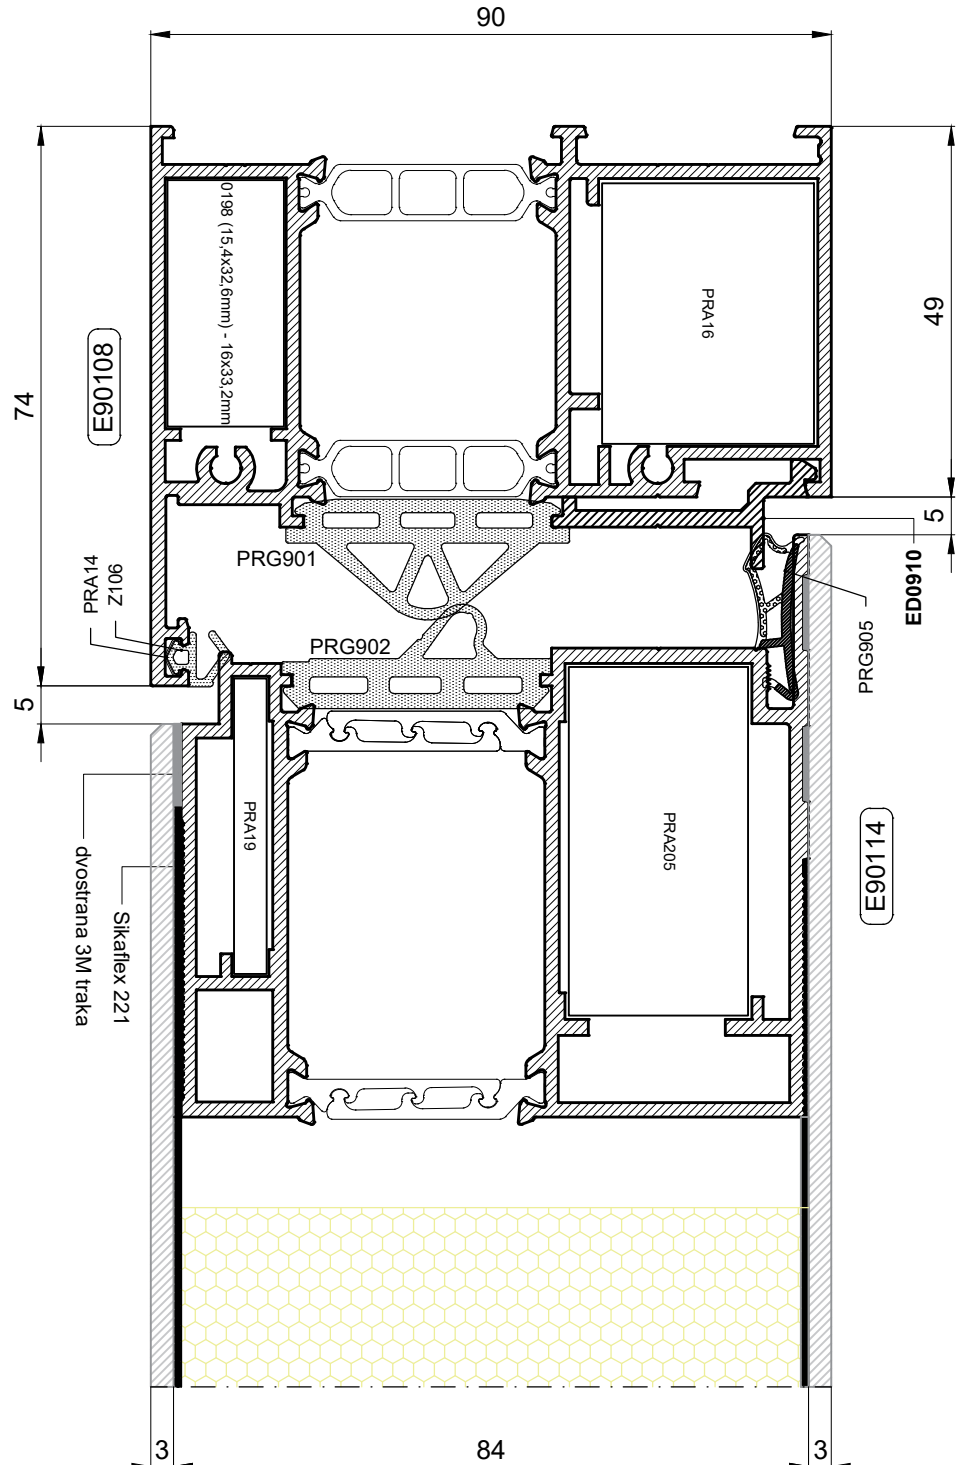 90
74
49
0198 (15,4x32,6mm) - 16x33,2mm
PRA16
E90108
5
PRG901
ED0910
PRA14
Z106
PRG902
PRG905
5
PRA19
PRA205
E90114
Sikaflex 221
dvostrana 3M traka
3
84
3